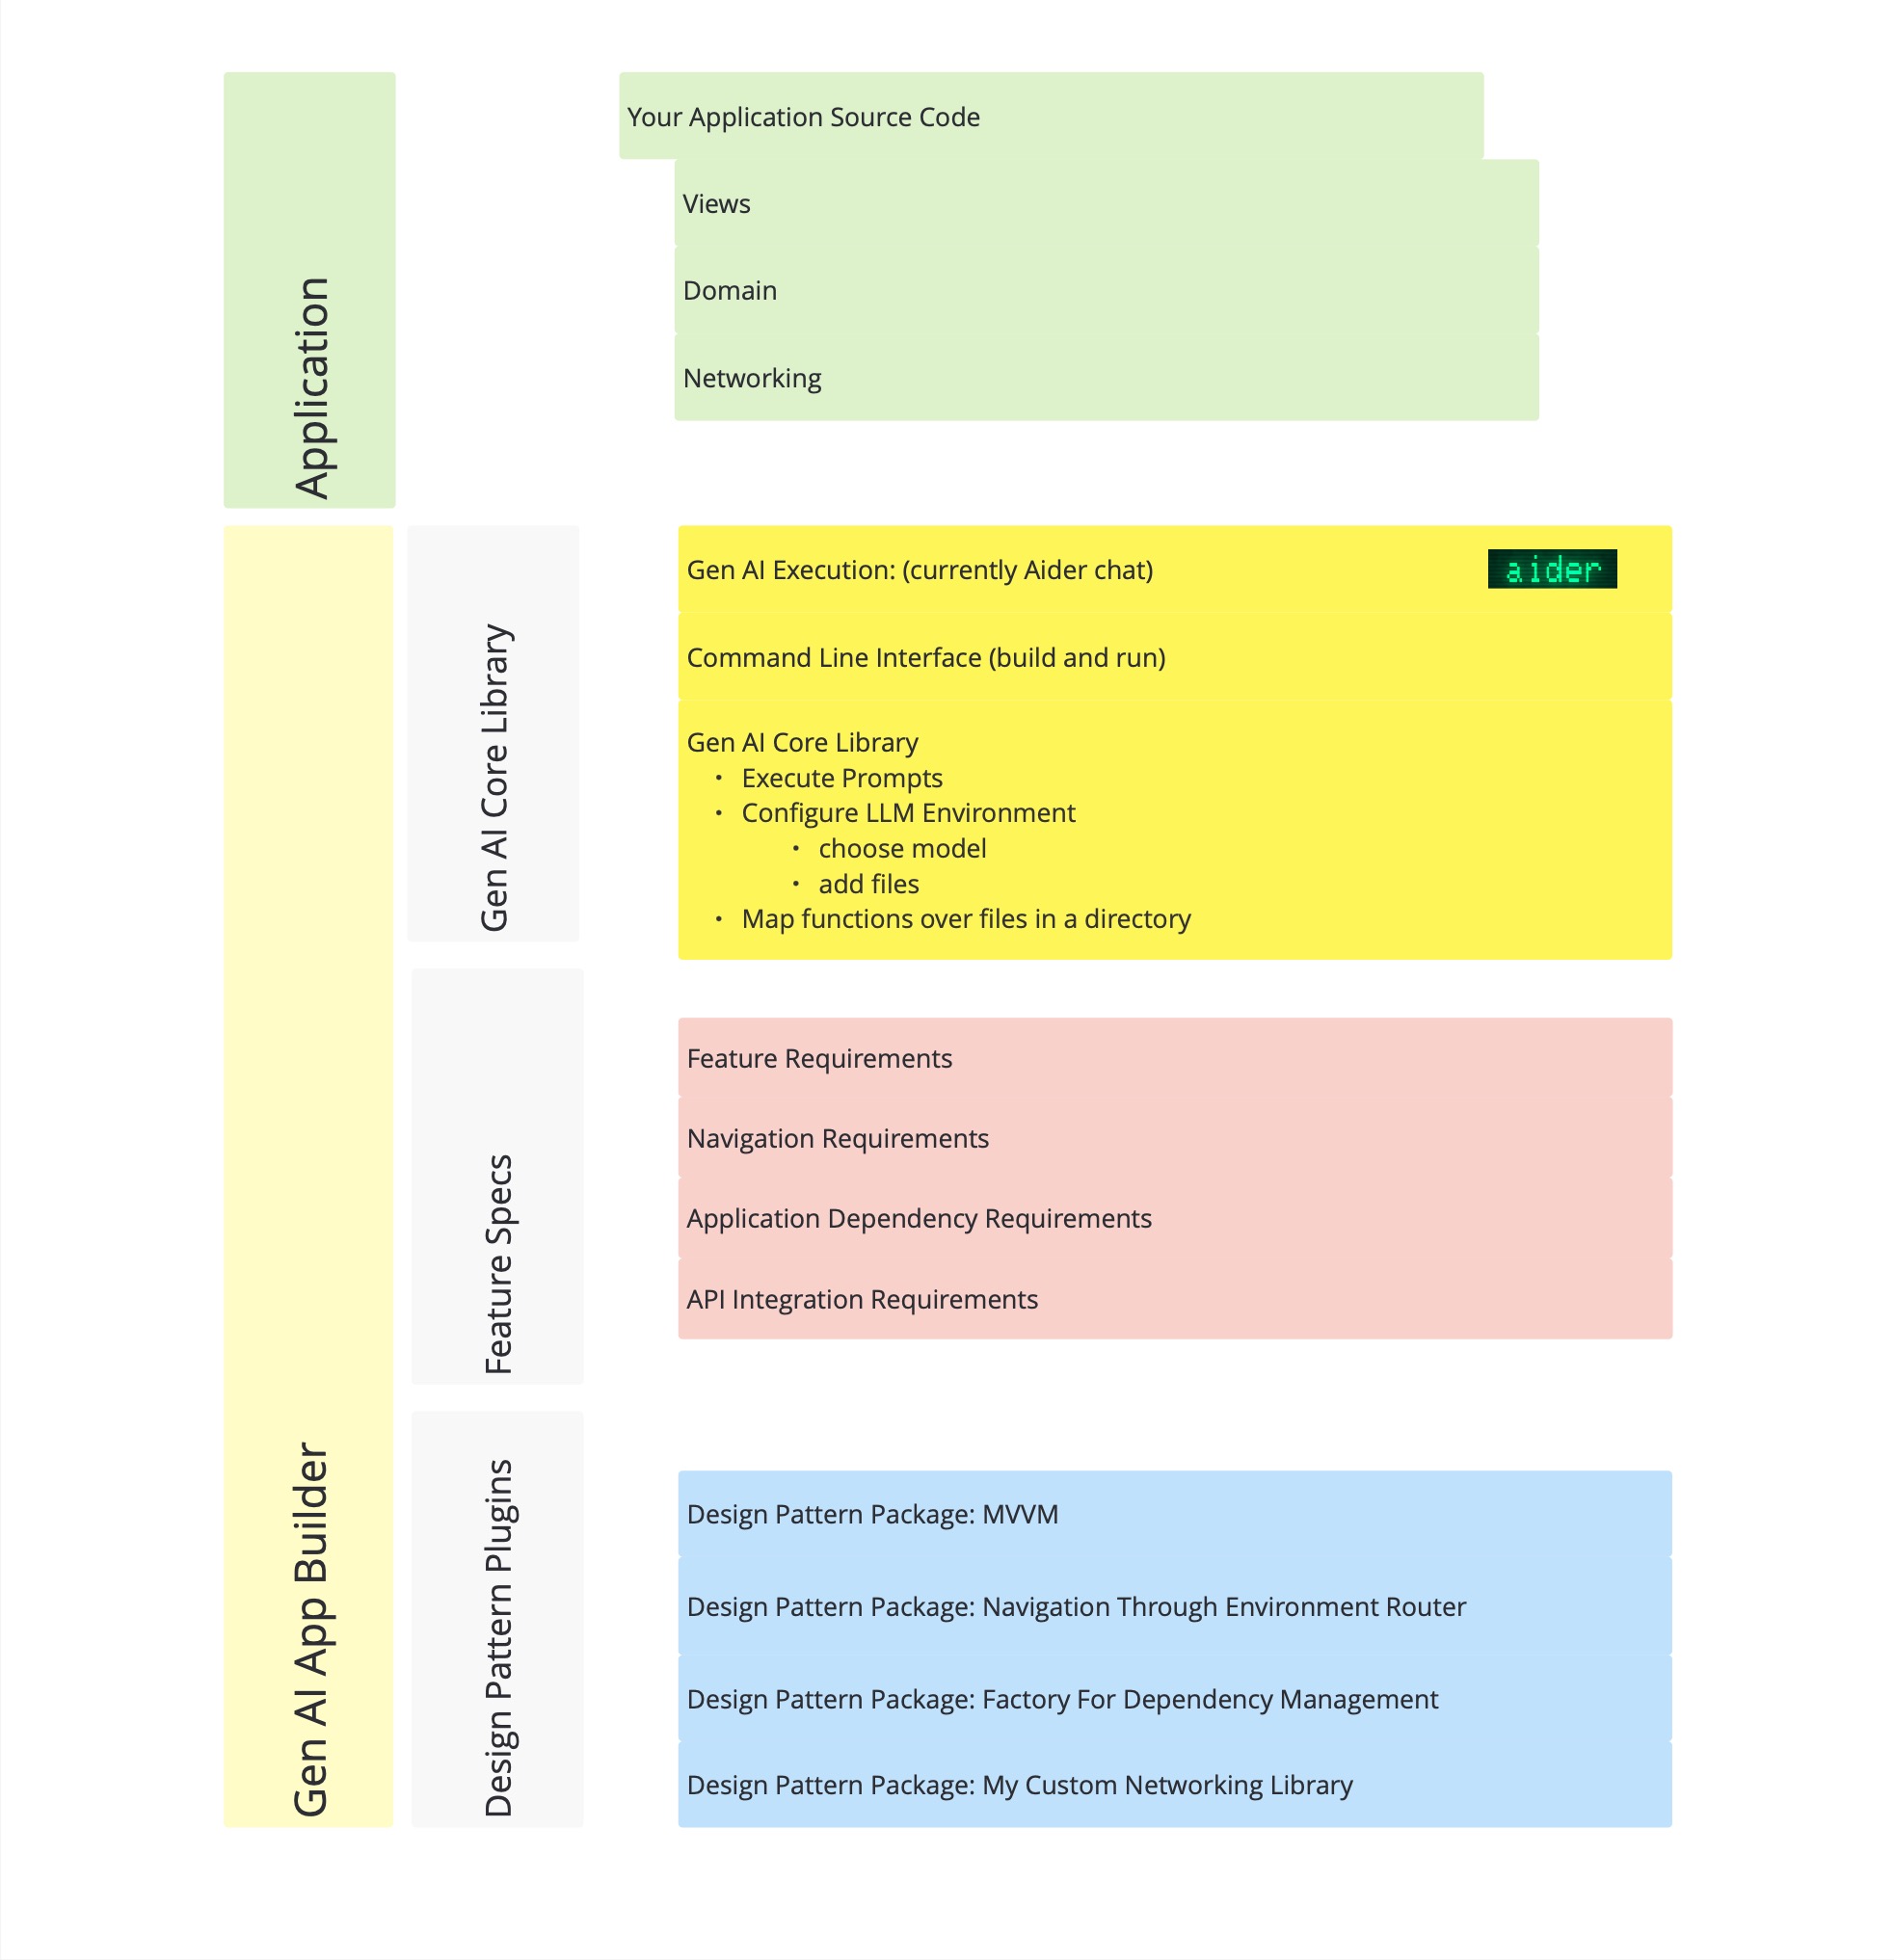 Application
Your Application Source Code
Views
Domain
Networking
Gen AI App Builder
Gen AI Core Library
Gen AI Execution: (currently Aider chat)
aider
Command Line Interface (build and run)
Gen AI Core Library
• Execute Prompts
• Configure LLM Environment
• choose model
• add files
• Map functions over files in a directory
Feature Specs
Feature Requirements
Navigation Requirements
Application Dependency Requirements
API Integration Requirements
Design Pattern Plugins
Design Pattern Package: MVVM
Design Pattern Package: Navigation Through Environment Router
Design Pattern Package: Factory For Dependency Management
Design Pattern Package: My Custom Networking Library